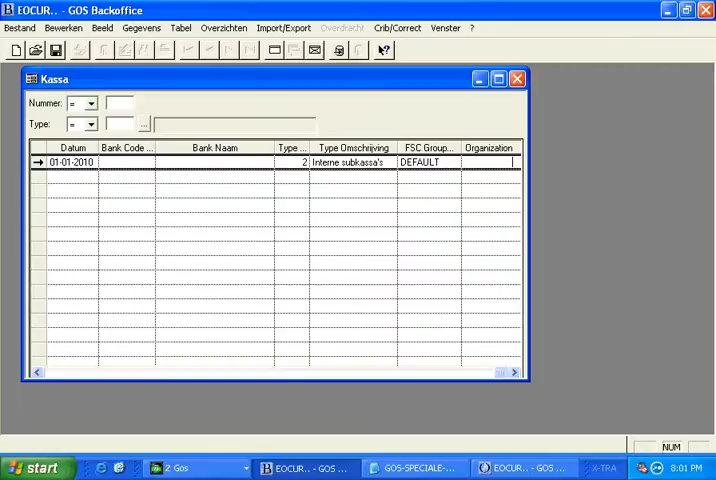 EOCUR.. - GOS Backoffice
Bestand Bewerken Beeld Gegevens Tabel Overzichten Import/Export Overdracht Crib/Correct Venster ?
Kassa
Nummer: =
Type: = ...
Datum Bank Code ... Bank Naam Type ... Type Omschrijving FSC Group... Organization
01-01-2010 2 Interne subkassa's DEFAULT
NUM
start 2 Gos EOCUR.. - GOS ... GOS-SPECIALE-... EOCUR.. - GOS ... X-TRA 8:01 PM